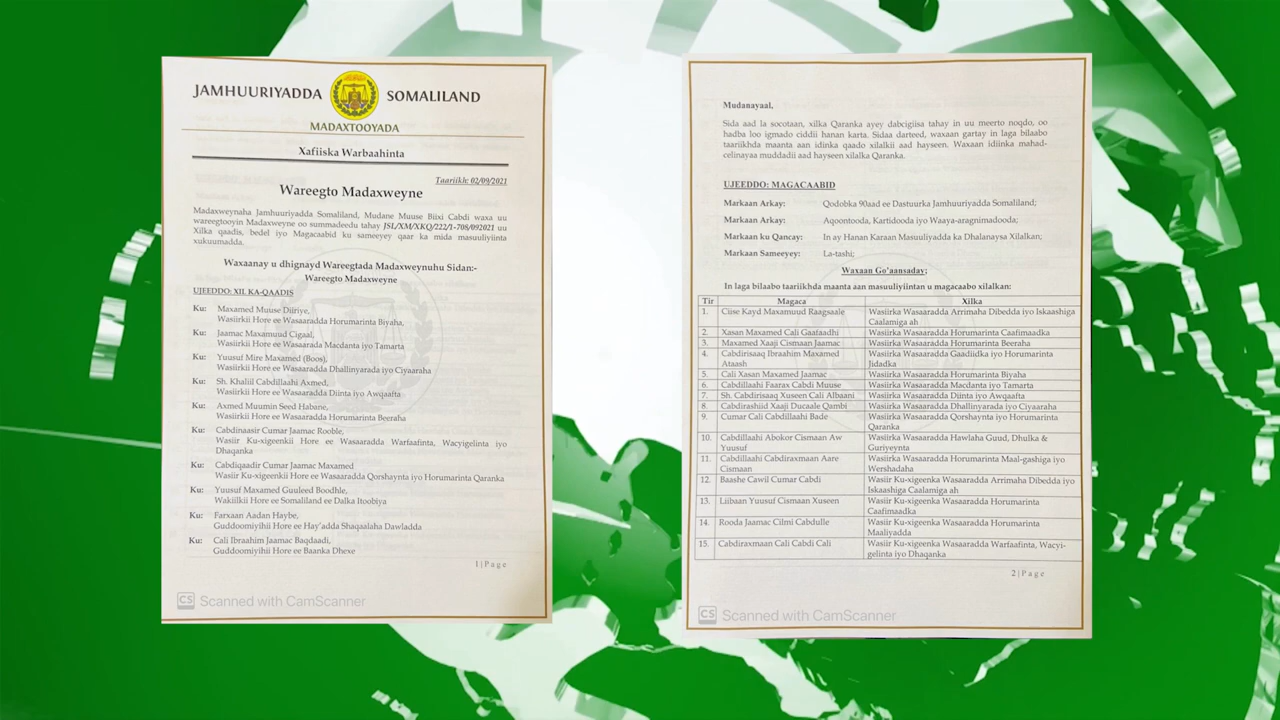 JAMHUURIYADDA SOMALILAND
MADAXTOOYADA
Xafiiska Warbaahinta
Taariikh: 02/09/2021
Wareegto Madaxweyne
Madaxweynaha Jamhuuriyadda Somaliland, Mudane Muuse Biixi Cabdi waxa uu
wareegtooyin Madaxweyne oo summadeedu tahay JSL/XM/XKQ/222/1-708/092021 uu
Xilka qaadis, bedel iyo Magacaabid ku sameeyey qaar ka mida masuuliyiinta
xukuumadda.
Waxaanay u dhignayd Wareegtada Madaxweynuhu Sidan:-
Wareegto Madaxweyne
UJEEDDO: XIL KA-QAADIS
Ku: Maxamed Muuse Diiriye,
Wasiirkii Hore ee Wasaaradda Horumarinta Biyaha,
Ku: Jaamac Maxamuud Cigaal,
Wasiirkii Hore ee Wasaarada Macdanta iyo Tamarta
Ku: Yuusuf Mire Maxamed (Boos),
Wasiirkii Hore ee Wasaaradda Dhallinyarada iyo Ciyaaraha
Ku: Sh. Khaliil Cabdillaahi Axmed,
Wasiirkii Hore ee Wasaaradda Diinta iyo Awqaafta
Ku: Axmed Muumin Seed Habane,
Wasiirkii Hore ee Wasaaradda Horumarinta Beeraha
Ku: Cabdinaasir Cumar Jaamac Rooble,
Wasiir Ku-xigeenkii Hore ee Wasaaradda Warfaafinta, Wacyigelinta iyo
Dhaqanka
Ku: Cabdiqaadir Cumar Jaamac Maxamed
Wasiir Ku-xigeenkii Hore ee Wasaaradda Qorshaynta iyo Horumarinta Qaranka
Ku: Yuusuf Maxamed Guuleed Boodhle,
Wakiilkii Hore ee Somaliland ee Dalka Itoobiya
Ku: Farxaan Aadan Haybe,
Guddoomiyihii Hore ee Hay'adda Shaqaalaha Dawladda
Ku: Cali Ibraahim Jaamac Baqdaadi,
Guddoomiyihii Hore ee Baanka Dhexe
1 | Page
CS Scanned with CamScanner
Mudanayaal,
Sida aad la socotaan, xilka Qaranka ayey dabcigiisa tahay in uu meerto noqdo, oo
hadba loo igmado ciddii hanan karta. Sidaa darteed, waxaan gartay in laga bilaabo
taariikhda maanta aan idinka qaado xilalkii aad hayseen. Waxaan idiinka mahad-
celinayaa muddadii aad hayseen xilalka Qaranka.
UJEEDDO: MAGACAABID
Markaan Arkay: Qodobka 90aad ee Dastuurka Jamhuuriyadda Somaliland;
Markaan Arkay: Aqoontooda, Kartidooda iyo Waaya-aragnimadooda;
Markaan ku Qancay: In ay Hanan Karaan Masuuliyadda ka Dhalanaysa Xilalkan;
Markaan Sameeyey: La-tashi;
Waxaan Go'aansaday;
In laga bilaabo taariikhda maanta aan masuuliyiintan u magacaabo xilalkan:
Tir Magaca Xilka
1. Ciise Kayd Maxamuud Raagsaale Wasiirka Wasaaradda Arrimaha Dibedda iyo Iskaashiga
Caalamiga ah
2. Xasan Maxamed Cali Gaafaadhi Wasiirka Wasaaradda Horumarinta Caafimaadka
3. Maxamed Xaaji Cismaan Jaamac Wasiirka Wasaaradda Horumarinta Beeraha
4. Cabdirisaaq Ibraahim Maxamed Wasiirka Wasaaradda Gaadiidka iyo Horumarinta
Ataash Jidadka
5. Cali Xasan Maxamed Jaamac Wasiirka Wasaaradda Horumarinta Biyaha
6. Cabdillaahi Faarax Cabdi Muuse Wasiirka Wasaaradda Macdanta iyo Tamarta
7. Sh. Cabdirisaaq Xuseen Cali Albaani Wasiirka Wasaaradda Diinta iyo Awqaafta
8. Cabdirashiid Xaaji Ducaale Qambi Wasiirka Wasaaradda Dhallinyarada iyo Ciyaaraha
9. Cumar Cali Cabdillaahi Bade Wasiirka Wasaaradda Qorshaynta iyo Horumarinta
Qaranka
10. Cabdillaahi Abokor Cismaan Aw Wasiirka Wasaaradda Hawlaha Guud, Dhulka &
Yuusuf Guriyeynta
11. Cabdillaahi Cabdiraxmaan Aare Wasiirka Wasaaradda Horumarinta Maal-gashiga iyo
Cismaan Wershadaha
12. Baashe Cawil Cumar Cabdi Wasiir Ku-xigeenka Wasaaradda Arrimaha Dibedda iyo
Iskaashiga Caalamiga ah
13. Liibaan Yuusuf Cismaan Xuseen Wasiir Ku-xigeenka Wasaaradda Horumarinta
Caafimaadka
14. Rooda Jaamac Cilmi Cabdulle Wasiir Ku-xigeenka Wasaaradda Horumarinta
Maaliyadda
15. Cabdiraxmaan Cali Cabdi Cali Wasiir Ku-xigeenka Wasaaradda Warfaafinta, Wacyi-
gelinta iyo Dhaqanka
2 | Page
CS Scanned with CamScanner